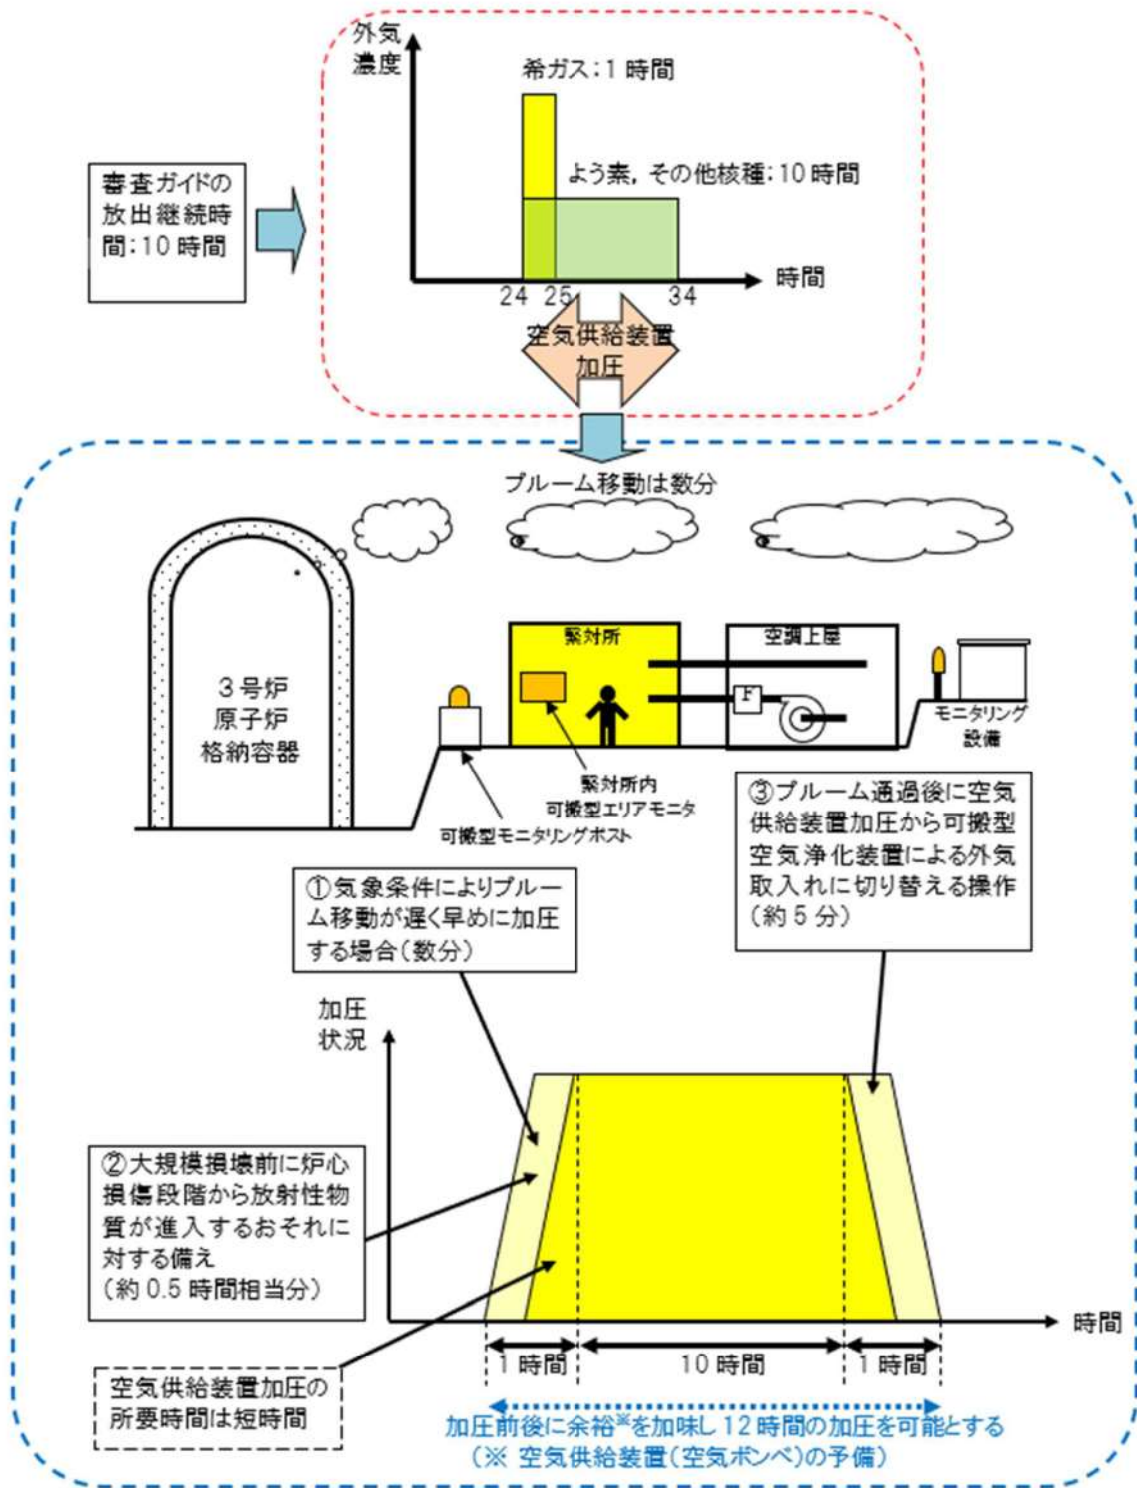 外気
濃度
希ガス：1 時間
よう素，その他核種：10 時間
審査ガイドの
放出継続時
間：10 時間
時間
24 25 34
空気供給装置
加圧
プルーム移動は数分
緊対所
空調上屋
F
3 号炉
原子炉
格納容器
モニタリング
設備
緊対所内
可搬型エリアモニタ
可搬型モニタリングポスト
③プルーム通過後に空気
供給装置加圧から可搬型
空気浄化装置による外気
取入れに切り替える操作
（約 5 分）
①気象条件によりプルー
ム移動が遅く早めに加圧
する場合（数分）
加圧
状況
②大規模損壊前に炉心
損傷段階から放射性物
質が進入するおそれに
対する備え
（約 0.5 時間相当分）
時間
1 時間 10 時間 1 時間
空気供給装置加圧の
所要時間は短時間
加圧前後に余裕※を加味し 12 時間の加圧を可能とする
（※ 空気供給装置（空気ボンベ）の予備）